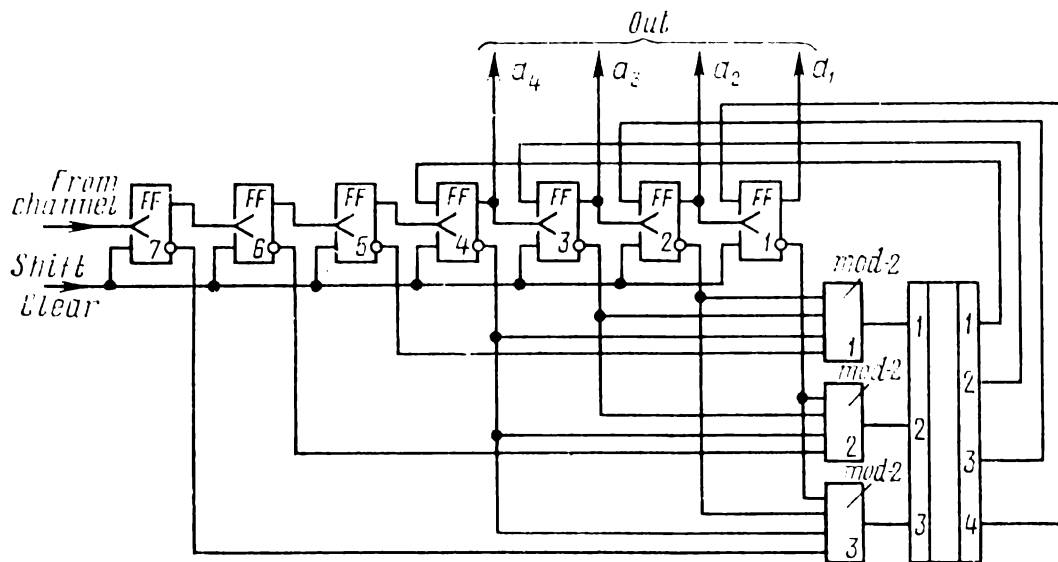 Out
a₄ a₃ a₂ a₁
From
channel
FF FF FF FF FF FF FF
7 6 5 4 3 2 1
Shift
Clear
mod-2
1
mod-2
2
mod-2
3
1 1
2 2
3 3
4